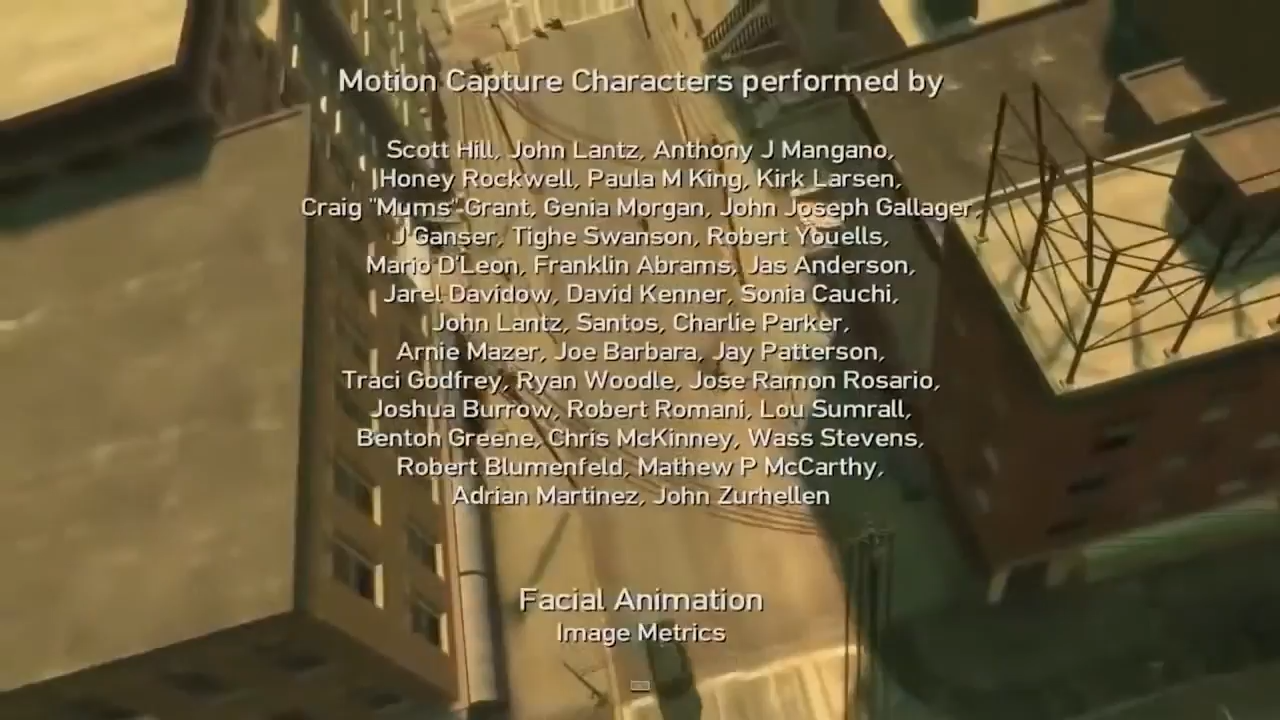 Motion Capture Characters performed by
Scott Hill, John Lantz, Anthony J Mangano,
Honey Rockwell, Paula M King, Kirk Larsen,
Craig "Mums" Grant, Genia Morgan, John Joseph Gallager,
J Ganser, Tighe Swanson, Robert Youells,
Mario D'Leon, Franklin Abrams, Jas Anderson,
Jarel Davidow, David Kenner, Sonia Cauchi,
John Lantz, Santos, Charlie Parker,
Arnie Mazer, Joe Barbara, Jay Patterson,
Traci Godfrey, Ryan Woodle, Jose Ramon Rosario,
Joshua Burrow, Robert Romani, Lou Sumrall,
Benton Greene, Chris McKinney, Wass Stevens,
Robert Blumenfeld, Mathew P McCarthy,
Adrian Martinez, John Zurhellen
Facial Animation
Image Metrics